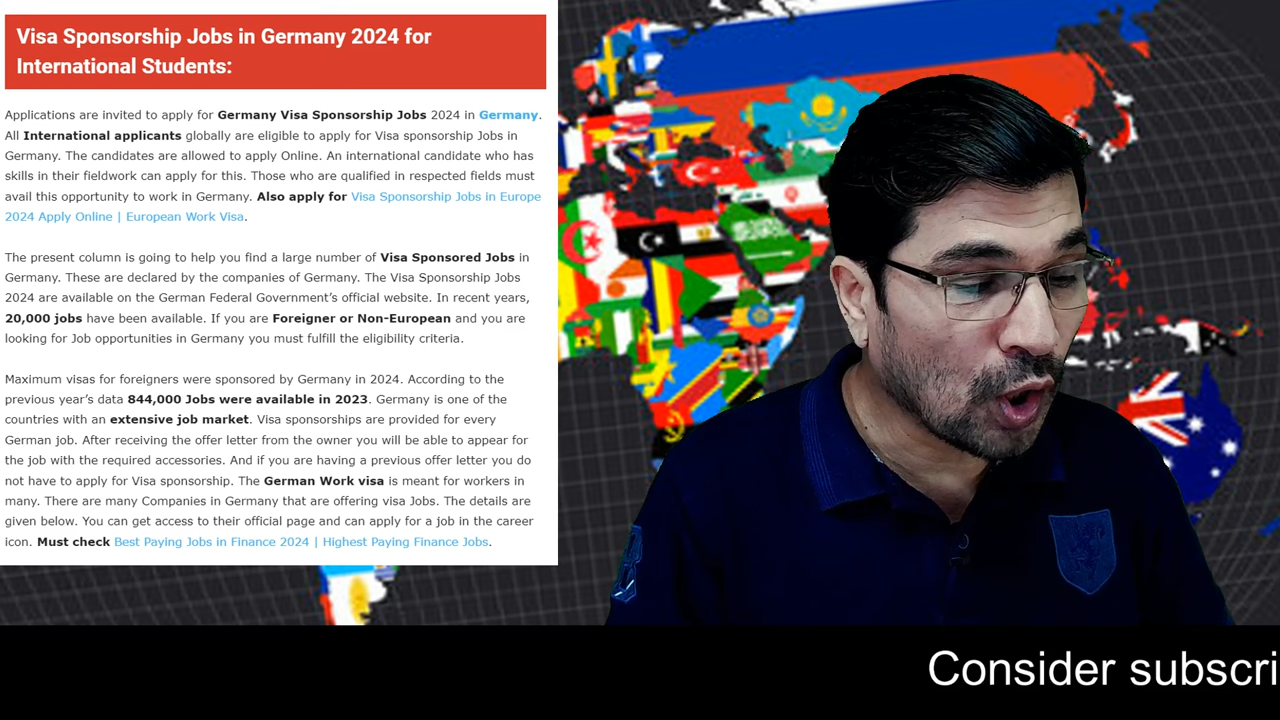 Visa Sponsorship Jobs in Germany 2024 for
International Students:
Applications are invited to apply for Germany Visa Sponsorship Jobs 2024 in Germany.
All International applicants globally are eligible to apply for Visa sponsorship Jobs in
Germany. The candidates are allowed to apply Online. An international candidate who has
skills in their fieldwork can apply for this. Those who are qualified in respected fields must
avail this opportunity to work in Germany. Also apply for Visa Sponsorship Jobs in Europe
2024 Apply Online | European Work Visa.
The present column is going to help you find a large number of Visa Sponsored Jobs in
Germany. These are declared by the companies of Germany. The Visa Sponsorship Jobs
2024 are available on the German Federal Government’s official website. In recent years,
20,000 jobs have been available. If you are Foreigner or Non-European and you are
looking for Job opportunities in Germany you must fulfill the eligibility criteria.
Maximum visas for foreigners were sponsored by Germany in 2024. According to the
previous year’s data 844,000 Jobs were available in 2023. Germany is one of the
countries with an extensive job market. Visa sponsorships are provided for every
German job. After receiving the offer letter from the owner you will be able to appear for
the job with the required accessories. And if you are having a previous offer letter you do
not have to apply for Visa sponsorship. The German Work visa is meant for workers in
many. There are many Companies in Germany that are offering visa Jobs. The details are
given below. You can get access to their official page and can apply for a job in the career
icon. Must check Best Paying Jobs in Finance 2024 | Highest Paying Finance Jobs.
Consider subscri